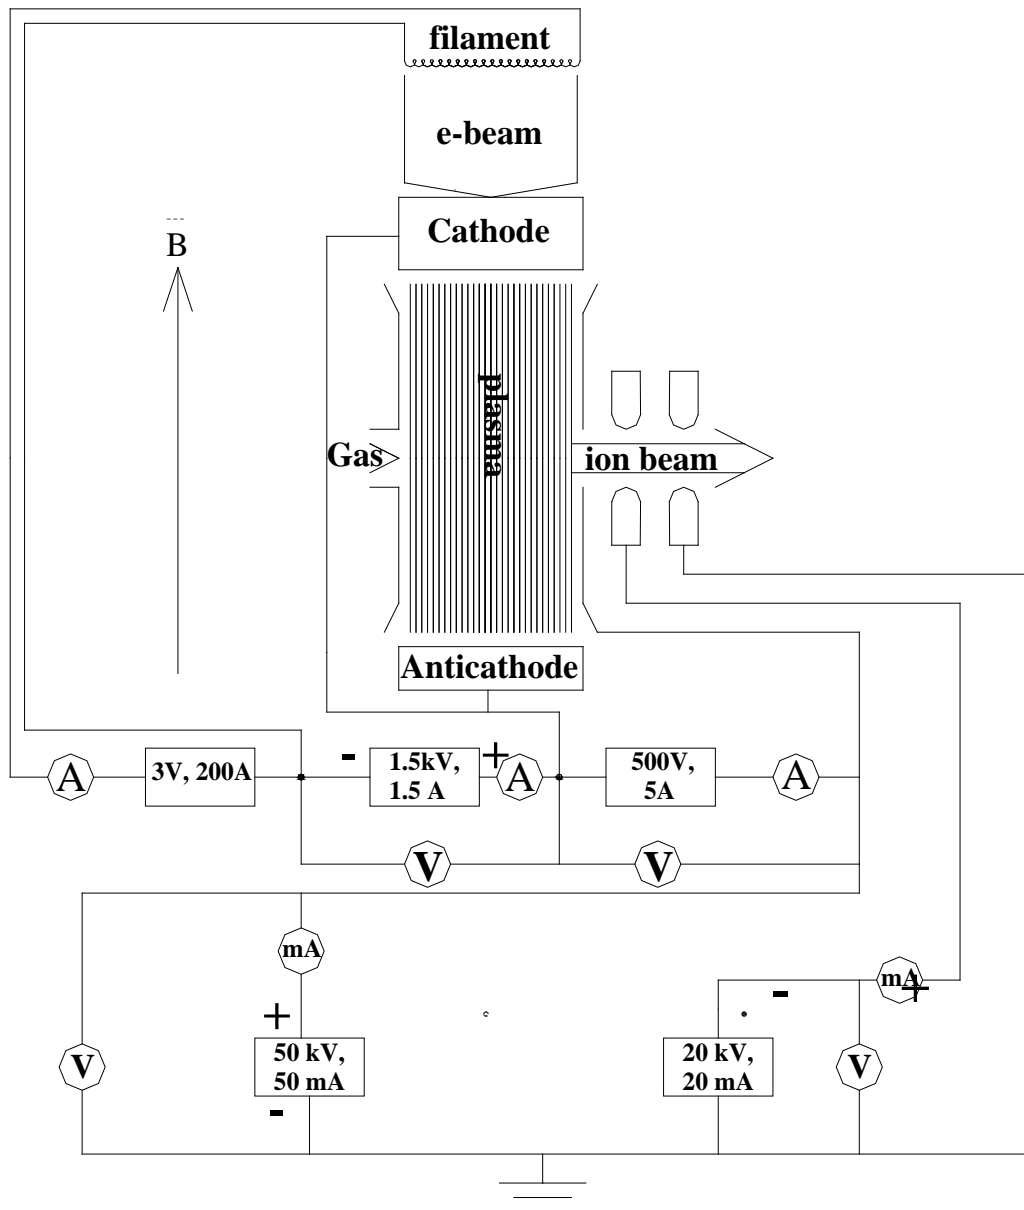 filament
e-beam
Cathode
B
plasma
Gas
ion beam
Anticathode
-
+
A
3V, 200A
1.5kV,
1.5 A
A
500V,
5A
A
V
V
mA
mA
+
-
+
V
50 kV,
50 mA
20 kV,
20 mA
V
-